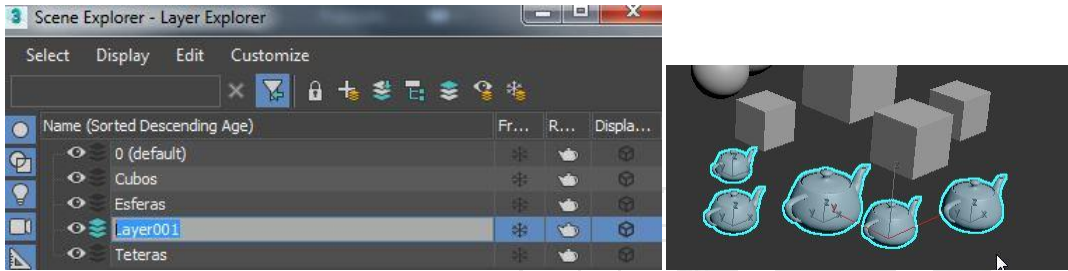 Scene Explorer - Layer Explorer
Select Display Edit Customize
Name (Sorted Descending Age) Fr... R... Displa...
0 (default)
Cubos
Esferas
Layer001
Teteras